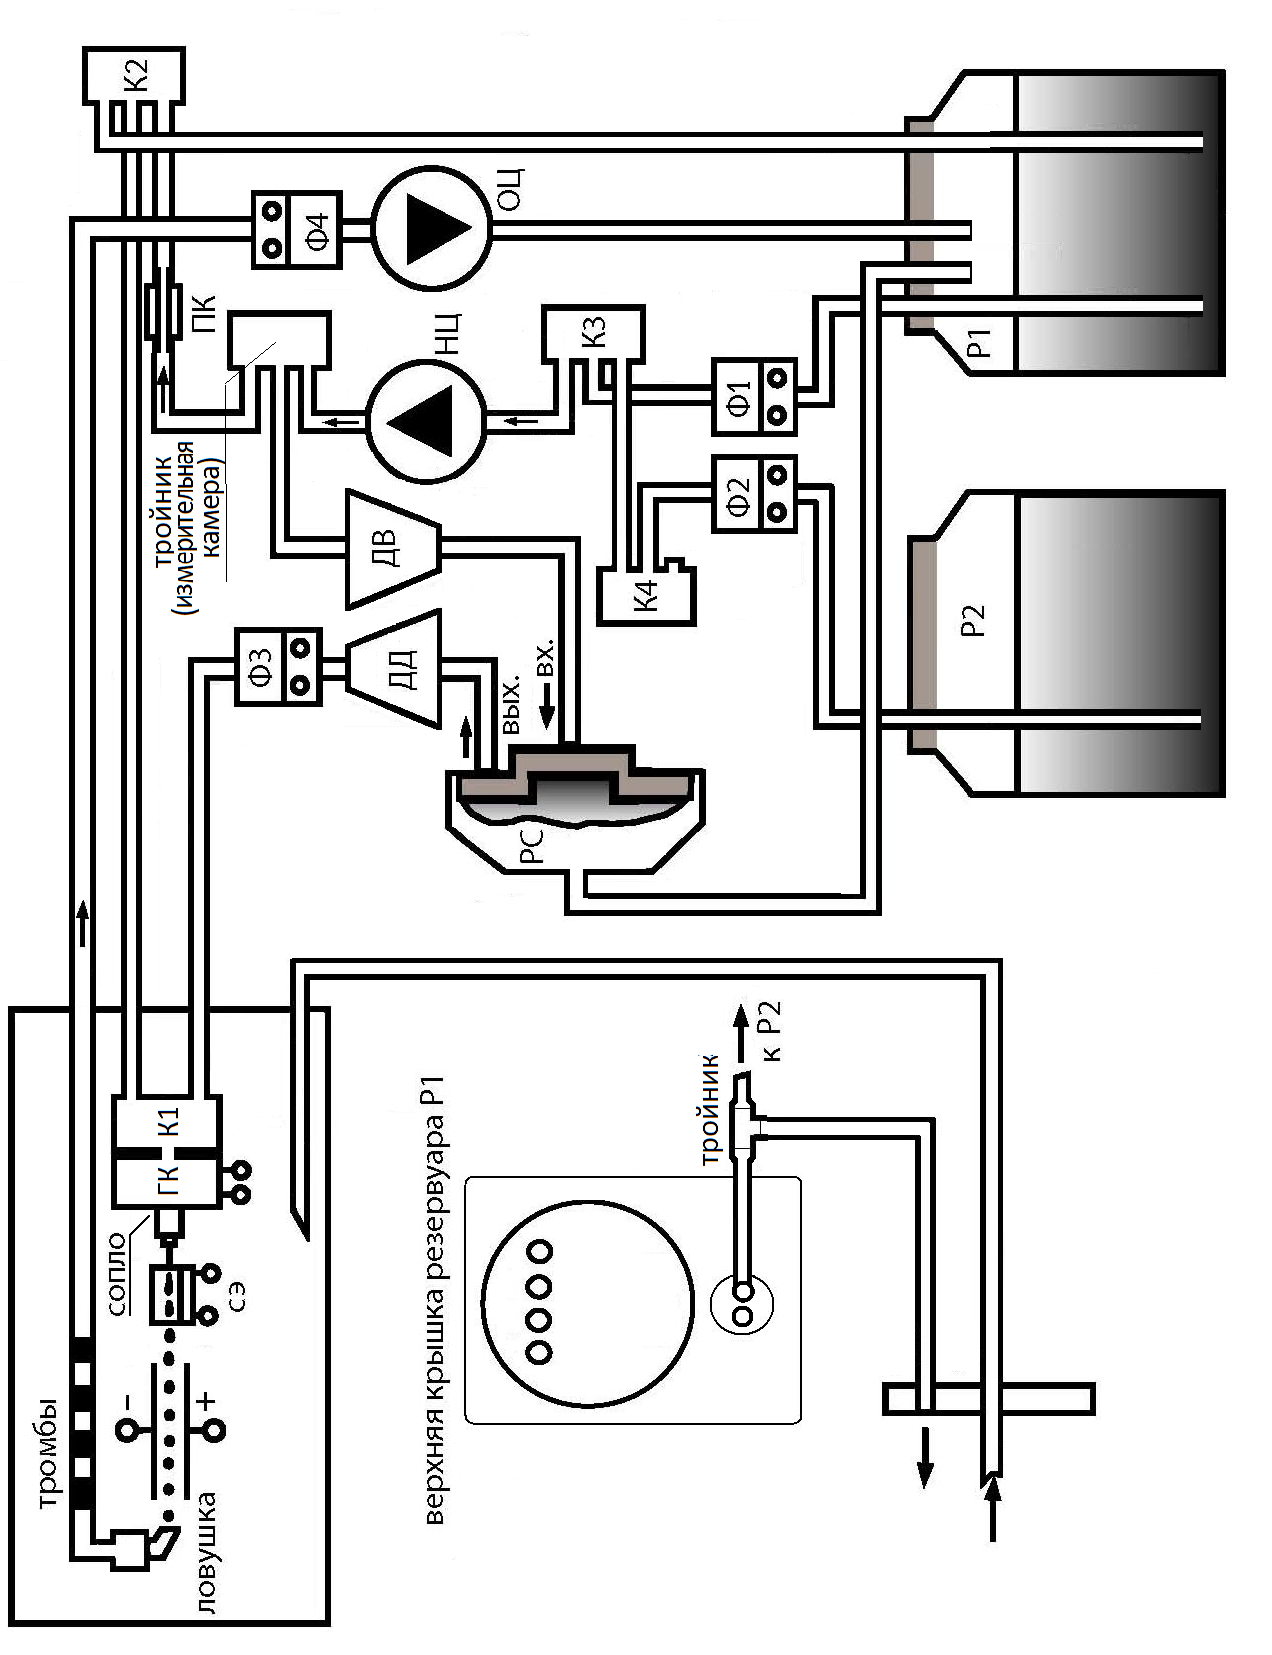 К2
Ф4
ОЦ
ПК
НЦ
К3
Р1
Ф1
Ф2
тройник
(измерительная
камера)
ДВ
К4
Р2
Ф3
ДД
вых.
вх.
РС
К1
ГК
сопло
сэ
тромбы
-
+
ловушка
верхняя крышка резервуара Р1
тройник
к Р2